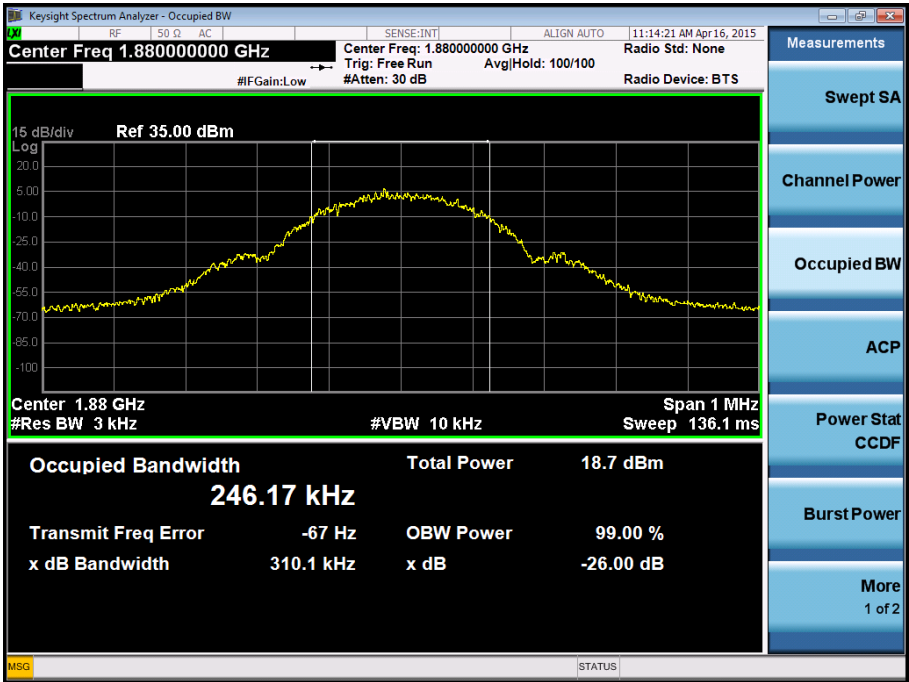 Keysight Spectrum Analyzer - Occupied BW
LXI RF 50 Ω AC SENSE:INT ALIGN AUTO 11:14:21 AM Apr 16, 2015
Center Freq 1.880000000 GHz Center Freq: 1.880000000 GHz Radio Std: None
Trig: Free Run Avg|Hold: 100/100
#IFGain:Low #Atten: 30 dB Radio Device: BTS
15 dB/div Ref 35.00 dBm
Log
20.0
5.00
-10.0
-25.0
-40.0
-55.0
-70.0
-85.0
-100
Center 1.88 GHz Span 1 MHz
#Res BW 3 kHz #VBW 10 kHz Sweep 136.1 ms
Occupied Bandwidth Total Power 18.7 dBm
246.17 kHz
Transmit Freq Error -67 Hz OBW Power 99.00 %
x dB Bandwidth 310.1 kHz x dB -26.00 dB
MSG STATUS
Measurements
Swept SA
Channel Power
Occupied BW
ACP
Power Stat
CCDF
Burst Power
More
1 of 2